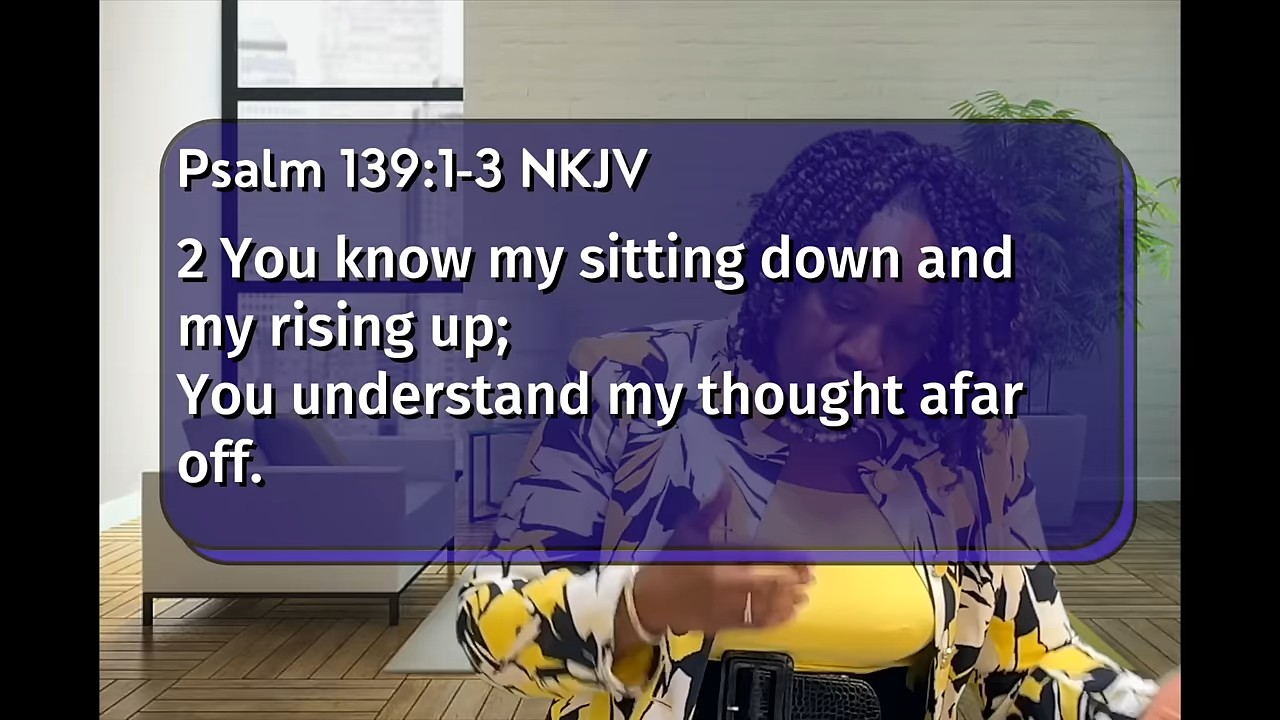 Psalm 139:1-3 NKJV
2 You know my sitting down and
my rising up;
You understand my thought afar
off.